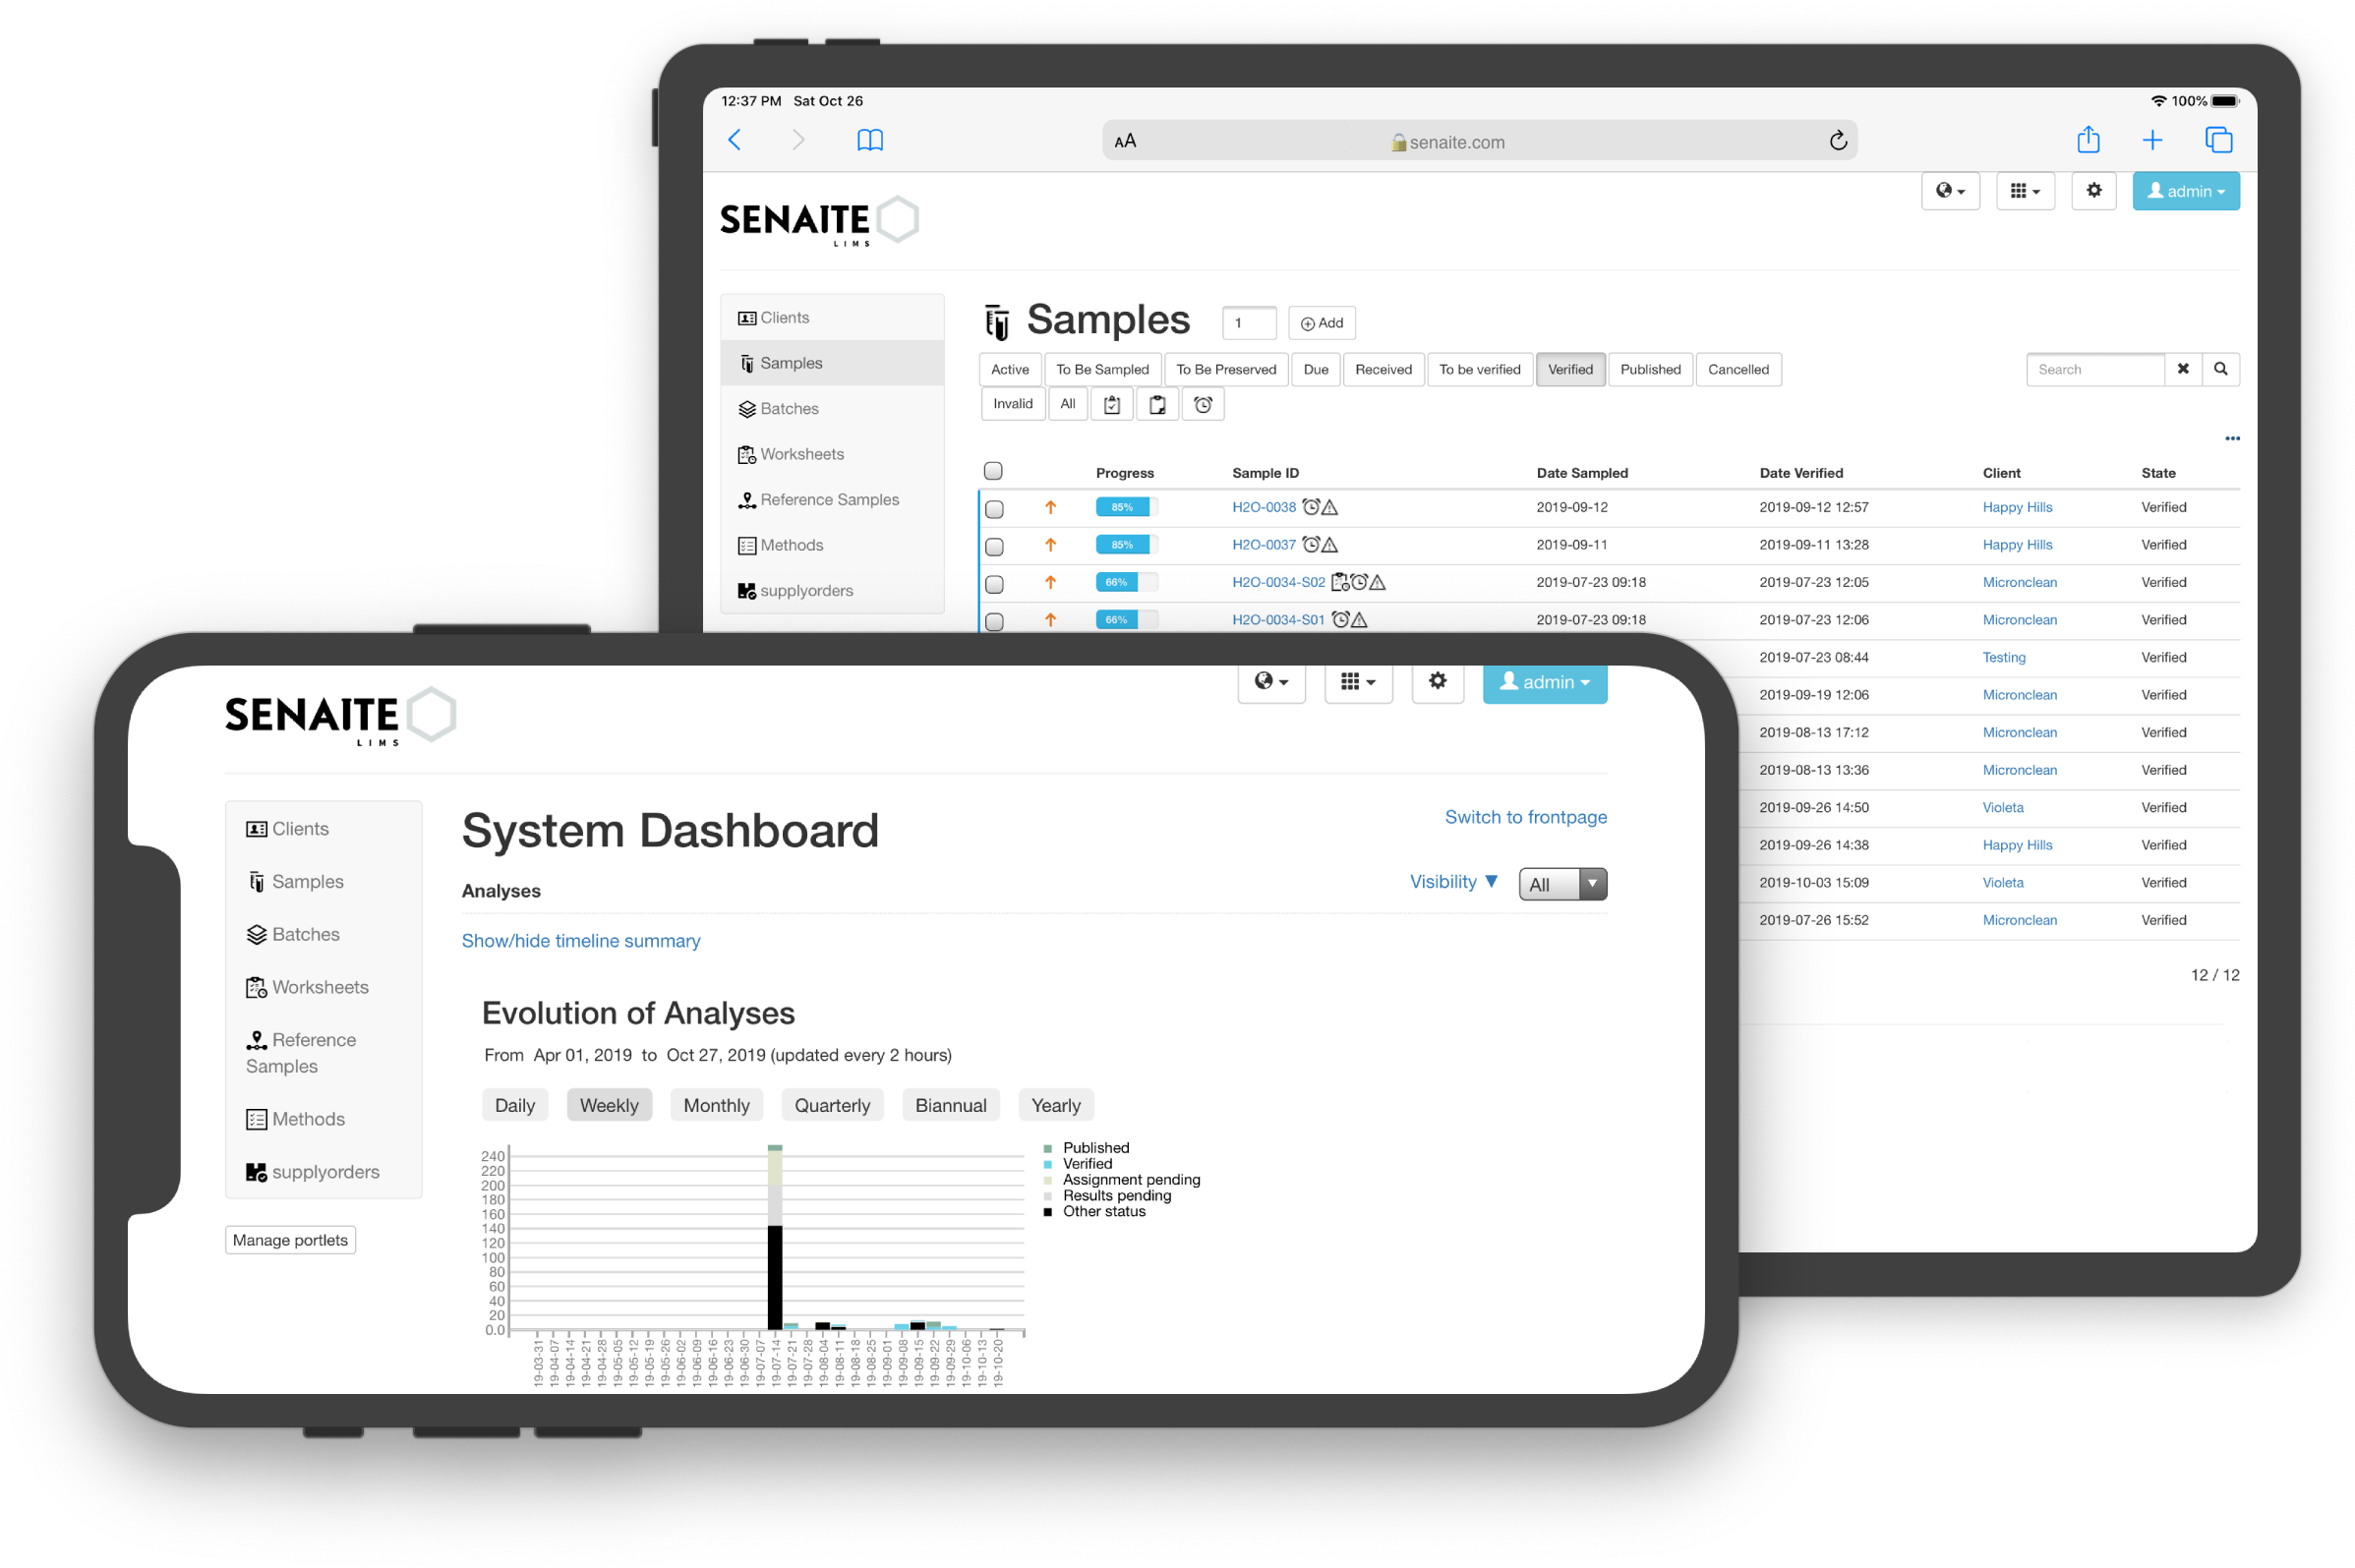 12:37 PM Sat Oct 26
100%
AA
senaite.com
admin
SENAITE
LIMS
Clients
Samples
Batches
Worksheets
Reference Samples
Methods
supplyorders
Samples
1
Add
Active To Be Sampled To Be Preserved Due Received To be verified Verified Published Cancelled
Search
Invalid All
Progress Sample ID Date Sampled Date Verified Client State
85% H2O-0038 2019-09-12 2019-09-12 12:57 Happy Hills Verified
85% H2O-0037 2019-09-11 2019-09-11 13:28 Happy Hills Verified
66% H2O-0034-S02 2019-07-23 09:18 2019-07-23 12:05 Micronclean Verified
66% H2O-0034-S01 2019-07-23 09:18 2019-07-23 12:06 Micronclean Verified
2019-07-23 08:44 Testing Verified
2019-09-19 12:06 Micronclean Verified
2019-08-13 17:12 Micronclean Verified
2019-08-13 13:36 Micronclean Verified
2019-09-26 14:50 Violeta Verified
2019-09-26 14:38 Happy Hills Verified
2019-10-03 15:09 Violeta Verified
2019-07-26 15:52 Micronclean Verified
12 / 12
SENAITE
LIMS
admin
Clients
Samples
Batches
Worksheets
Reference
Samples
Methods
supplyorders
Manage portlets
System Dashboard
Switch to frontpage
Analyses
Visibility ▼ All
Show/hide timeline summary
Evolution of Analyses
From Apr 01, 2019 to Oct 27, 2019 (updated every 2 hours)
Daily Weekly Monthly Quarterly Biannual Yearly
240
220
200
180
160
140
120
100
80
60
40
20
0.0
Published
Verified
Assignment pending
Results pending
Other status
19-03-31
19-04-07
19-04-14
19-04-21
19-04-28
19-05-05
19-05-12
19-05-19
19-05-26
19-06-02
19-06-09
19-06-16
19-06-23
19-06-30
19-07-07
19-07-14
19-07-21
19-07-28
19-08-04
19-08-11
19-08-18
19-08-25
19-09-01
19-09-08
19-09-15
19-09-22
19-09-29
19-10-06
19-10-13
19-10-20